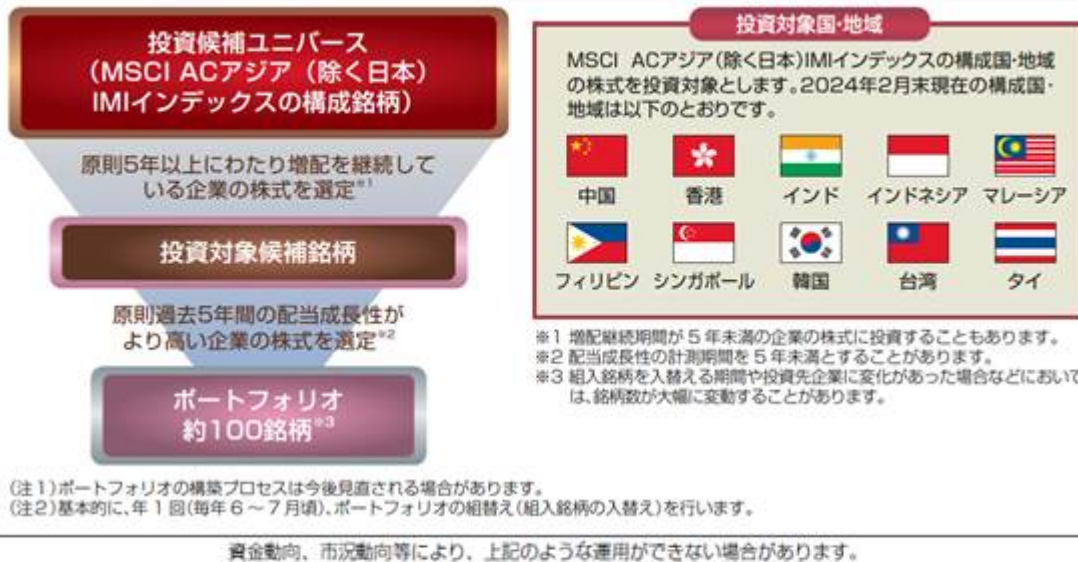 投資候補ユニバース
(MSCI ACアジア（除く日本）
IMIインデックスの構成銘柄)
原則5年以上にわたり増配を継続して
いる企業の株式を選定※1
投資対象候補銘柄
原則過去5年間の配当成長性が
より高い企業の株式を選定※2
ポートフォリオ
約100銘柄※3
投資対象国・地域
MSCI ACアジア(除く日本)IMIインデックスの構成国・地域
の株式を投資対象とします。2024年2月末現在の構成国・
地域は以下のとおりです。
中国 香港 インド インドネシア マレーシア
フィリピン シンガポール 韓国 台湾 タイ
※1 増配継続期間が5年未満の企業の株式に投資することもあります。
※2 配当成長性の計測期間を5年未満とすることがあります。
※3 組入銘柄を入替える期間や投資先企業に変化があった場合などにおいて
は、銘柄数が大幅に変動することがあります。
(注1)ポートフォリオの構築プロセスは今後見直される場合があります。
(注2)基本的に、年1回(毎年6～7月頃)、ポートフォリオの組替え(組入銘柄の入替え)を行います。
資金動向、市況動向等により、上記のような運用ができない場合があります。